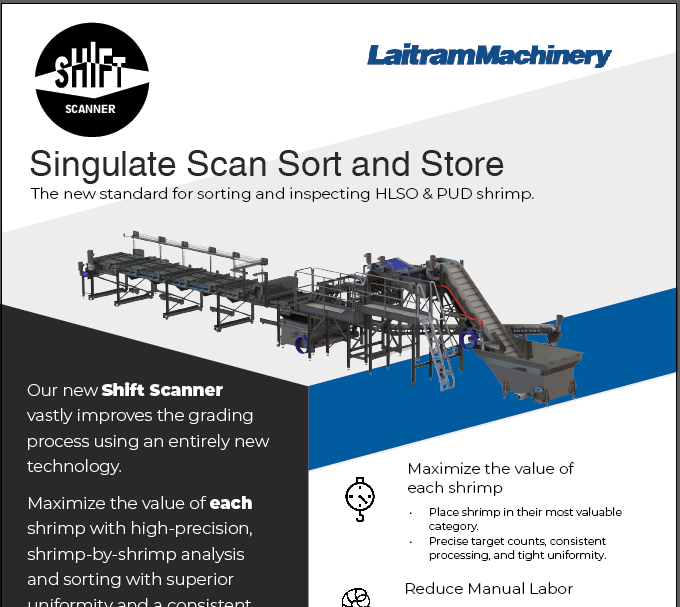 SHIFT
SCANNER
LaitramMachinery
Singulate Scan Sort and Store
The new standard for sorting and inspecting HLSO & PUD shrimp.
Our new Shift Scanner
vastly improves the grading
process using an entirely new
technology.
Maximize the value of each
shrimp with high-precision,
shrimp-by-shrimp analysis
and sorting with superior
uniformity and a consistent
Maximize the value of
each shrimp
· Place shrimp in their most valuable
category.
· Precise target counts, consistent
processing, and tight uniformity.
Reduce Manual Labor